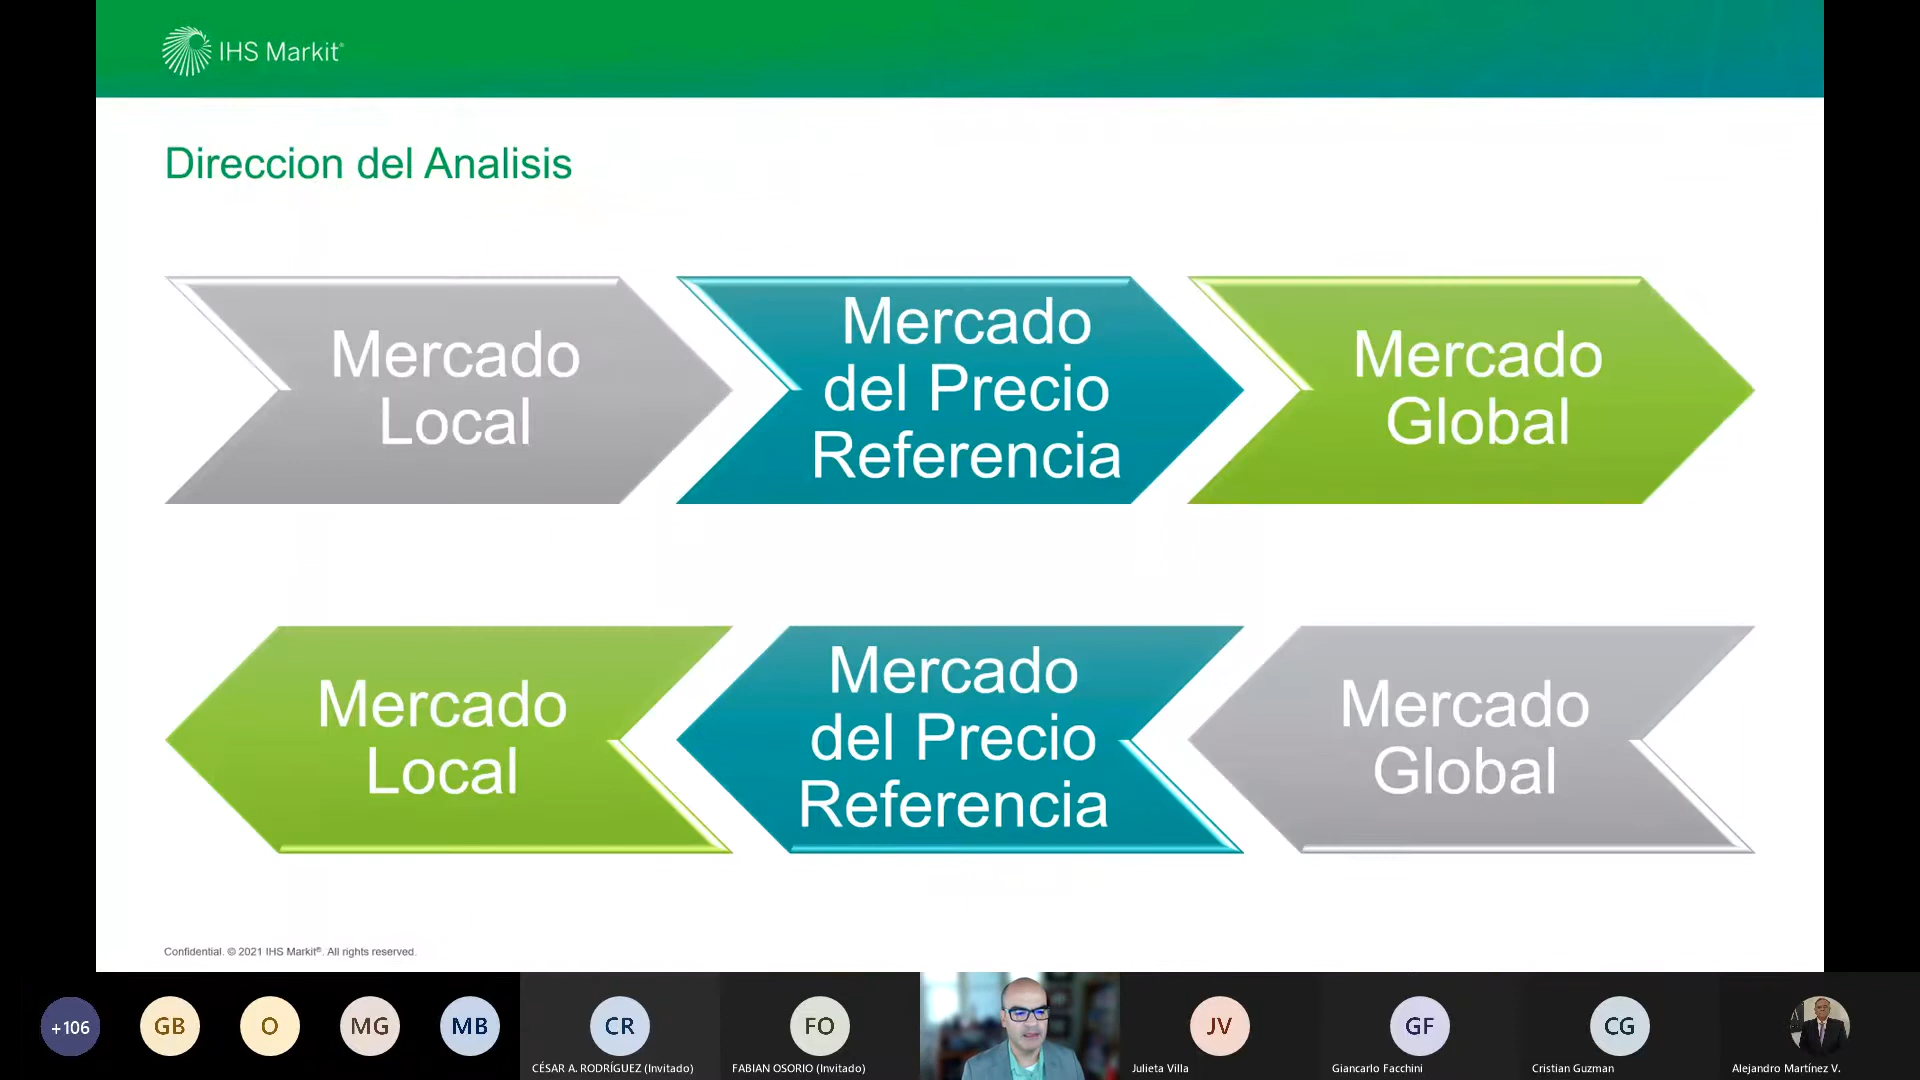 IHS Markit®
Direccion del Analisis
Mercado
Local
Mercado
del Precio
Referencia
Mercado
Global
Mercado
Local
Mercado
del Precio
Referencia
Mercado
Global
Confidential. © 2021 IHS Markit®. All rights reserved.
+106
GB
O
MG
MB
CR
CÉSAR A. RODRÍGUEZ (Invitado)
FO
FABIAN OSORIO (Invitado)
JV
Julieta Villa
GF
Giancarlo Facchini
CG
Cristian Guzman
Alejandro Martínez V.